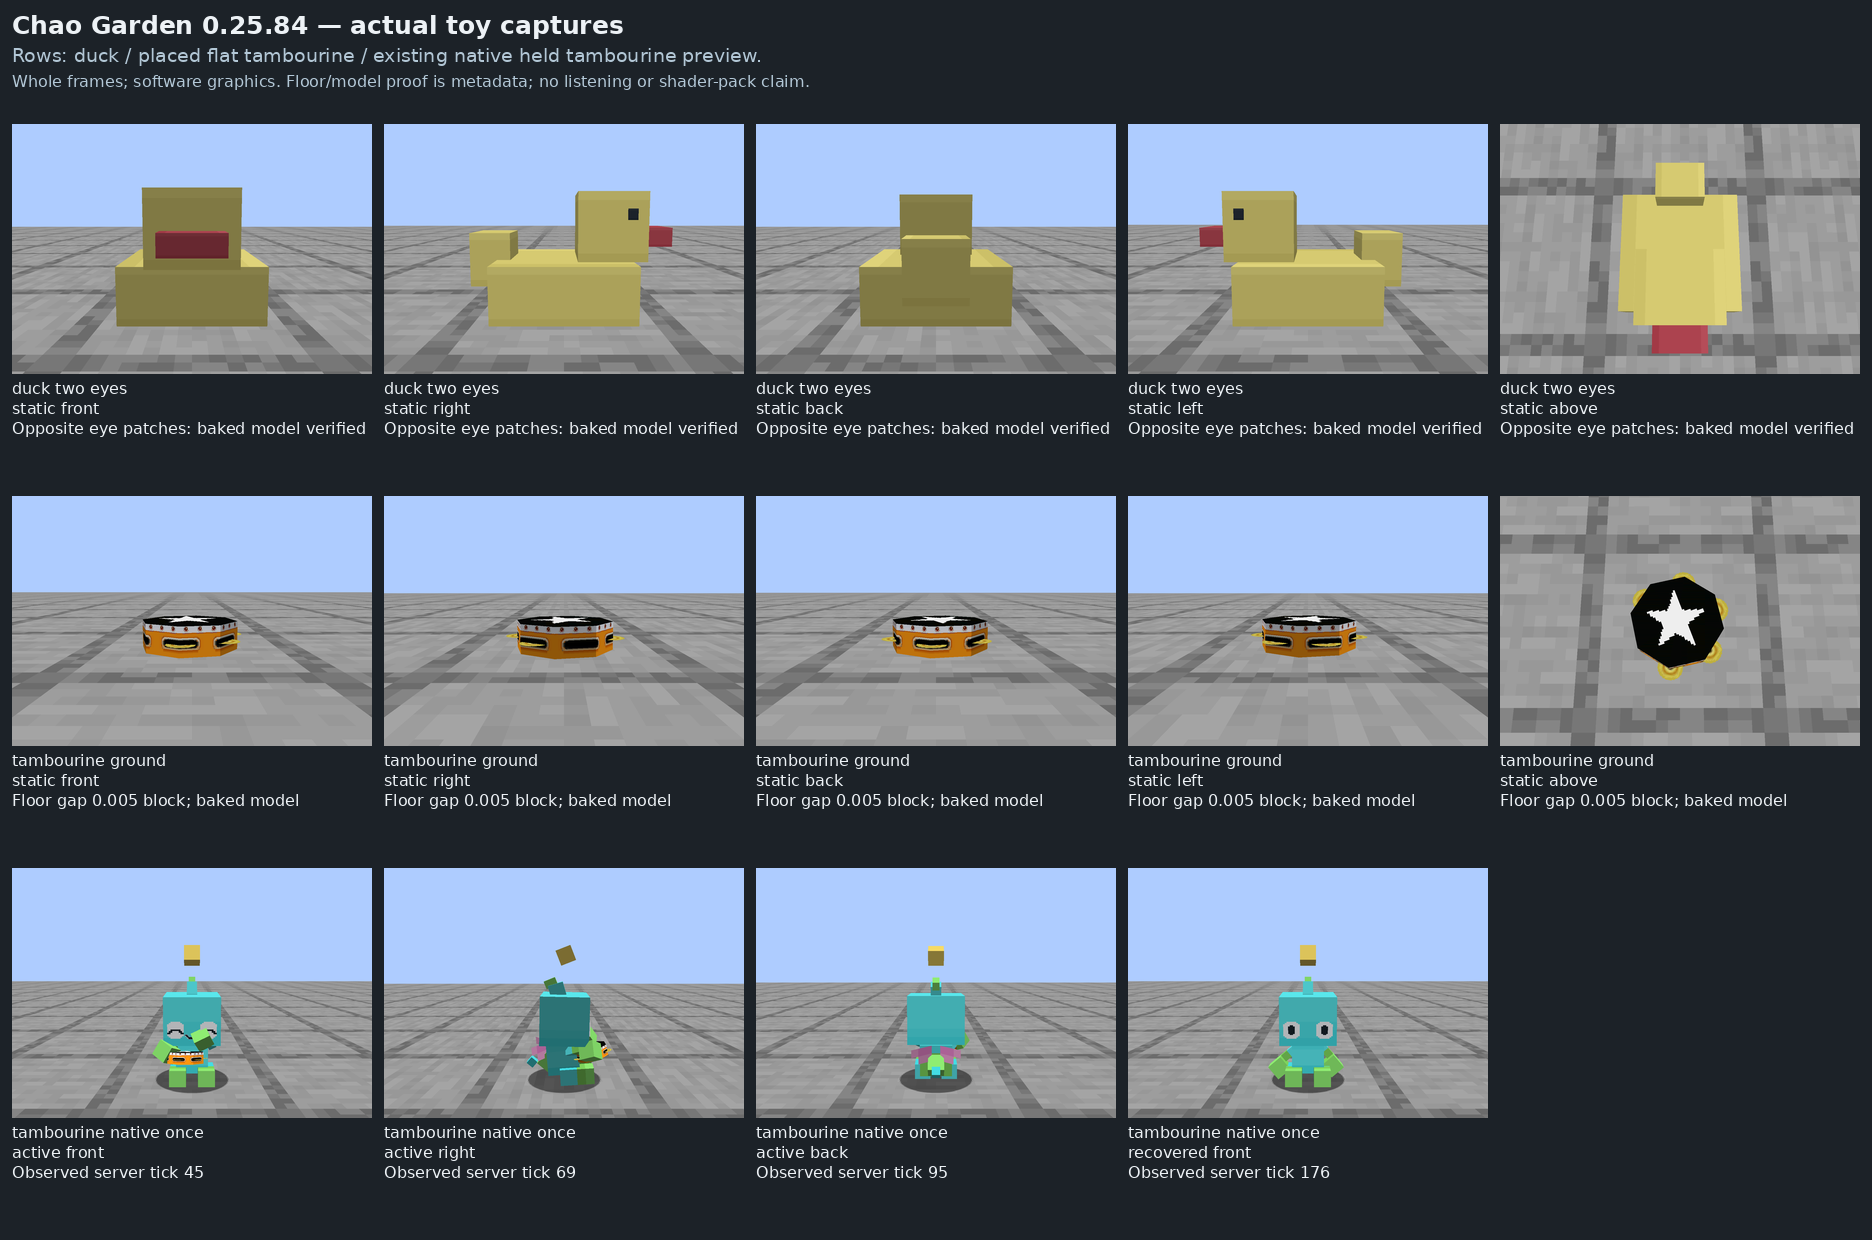 Chao Garden 0.25.84 — actual toy captures
Rows: duck / placed flat tambourine / existing native held tambourine preview.
Whole frames; software graphics. Floor/model proof is metadata; no listening or shader-pack claim.
duck two eyes
static front
Opposite eye patches: baked model verified
duck two eyes
static right
Opposite eye patches: baked model verified
duck two eyes
static back
Opposite eye patches: baked model verified
duck two eyes
static left
Opposite eye patches: baked model verified
duck two eyes
static above
Opposite eye patches: baked model verified
tambourine ground
static front
Floor gap 0.005 block; baked model
tambourine ground
static right
Floor gap 0.005 block; baked model
tambourine ground
static back
Floor gap 0.005 block; baked model
tambourine ground
static left
Floor gap 0.005 block; baked model
tambourine ground
static above
Floor gap 0.005 block; baked model
tambourine native once
active front
Observed server tick 45
tambourine native once
active right
Observed server tick 69
tambourine native once
active back
Observed server tick 95
tambourine native once
recovered front
Observed server tick 176